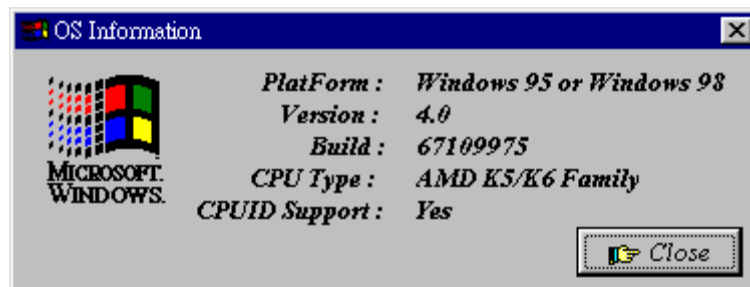 OS Information
PlatForm : Windows 95 or Windows 98
Version : 4.0
Build : 67109975
MICROSOFT.
WINDOWS.
CPU Type : AMD K5/K6 Family
CPUID Support : Yes
Close